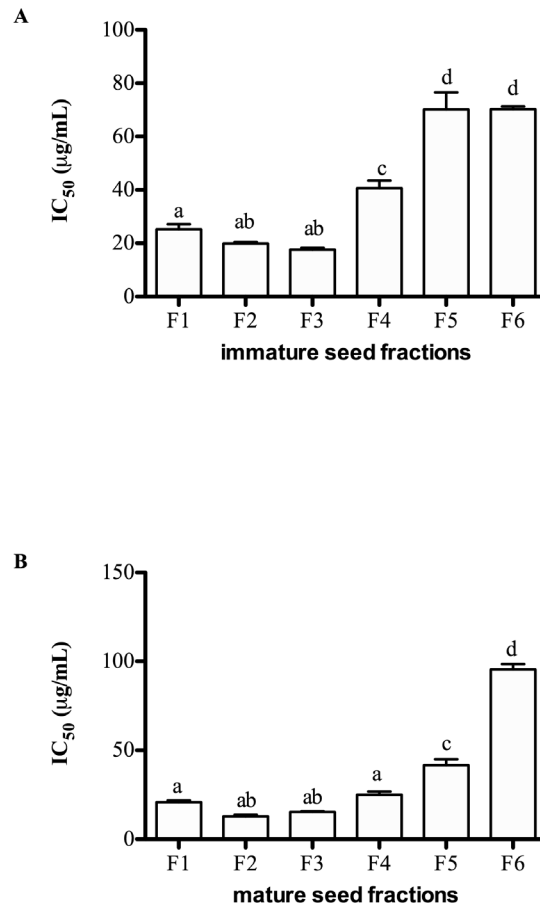 A
IC50 (µg/mL)
100
80
60
40
20
0
a
ab
ab
c
d
d
F1 F2 F3 F4 F5 F6
immature seed fractions
B
IC50 (µg/mL)
150
100
50
0
a
ab
ab
a
c
d
F1 F2 F3 F4 F5 F6
mature seed fractions